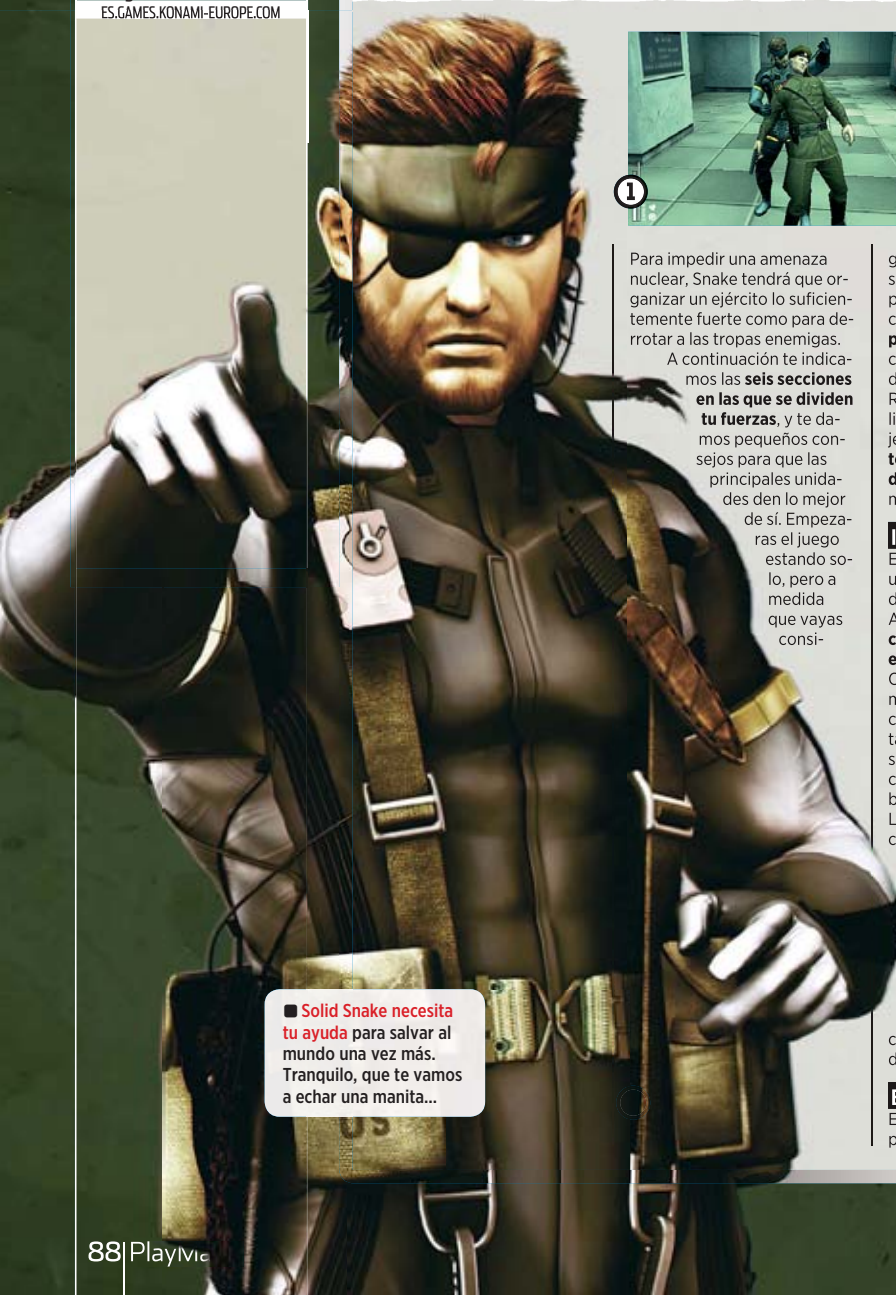 ES.GAMES.KONAMI-EUROPE.COM
1
Para impedir una amenaza
nuclear, Snake tendrá que or-
ganizar un ejército lo suficien-
temente fuerte como para de-
rrotar a las tropas enemigas.
A continuación te indica-
mos las seis secciones
en las que se dividen
tu fuerzas, y te da-
mos pequeños con-
sejos para que las
principales unida-
des den lo mejor
de sí. Empeza-
ras el juego
estando so-
lo, pero a
medida
que vayas
consi-
Solid Snake necesita
tu ayuda para salvar al
mundo una vez más.
Tranquilo, que te vamos
a echar una manita...
US
88